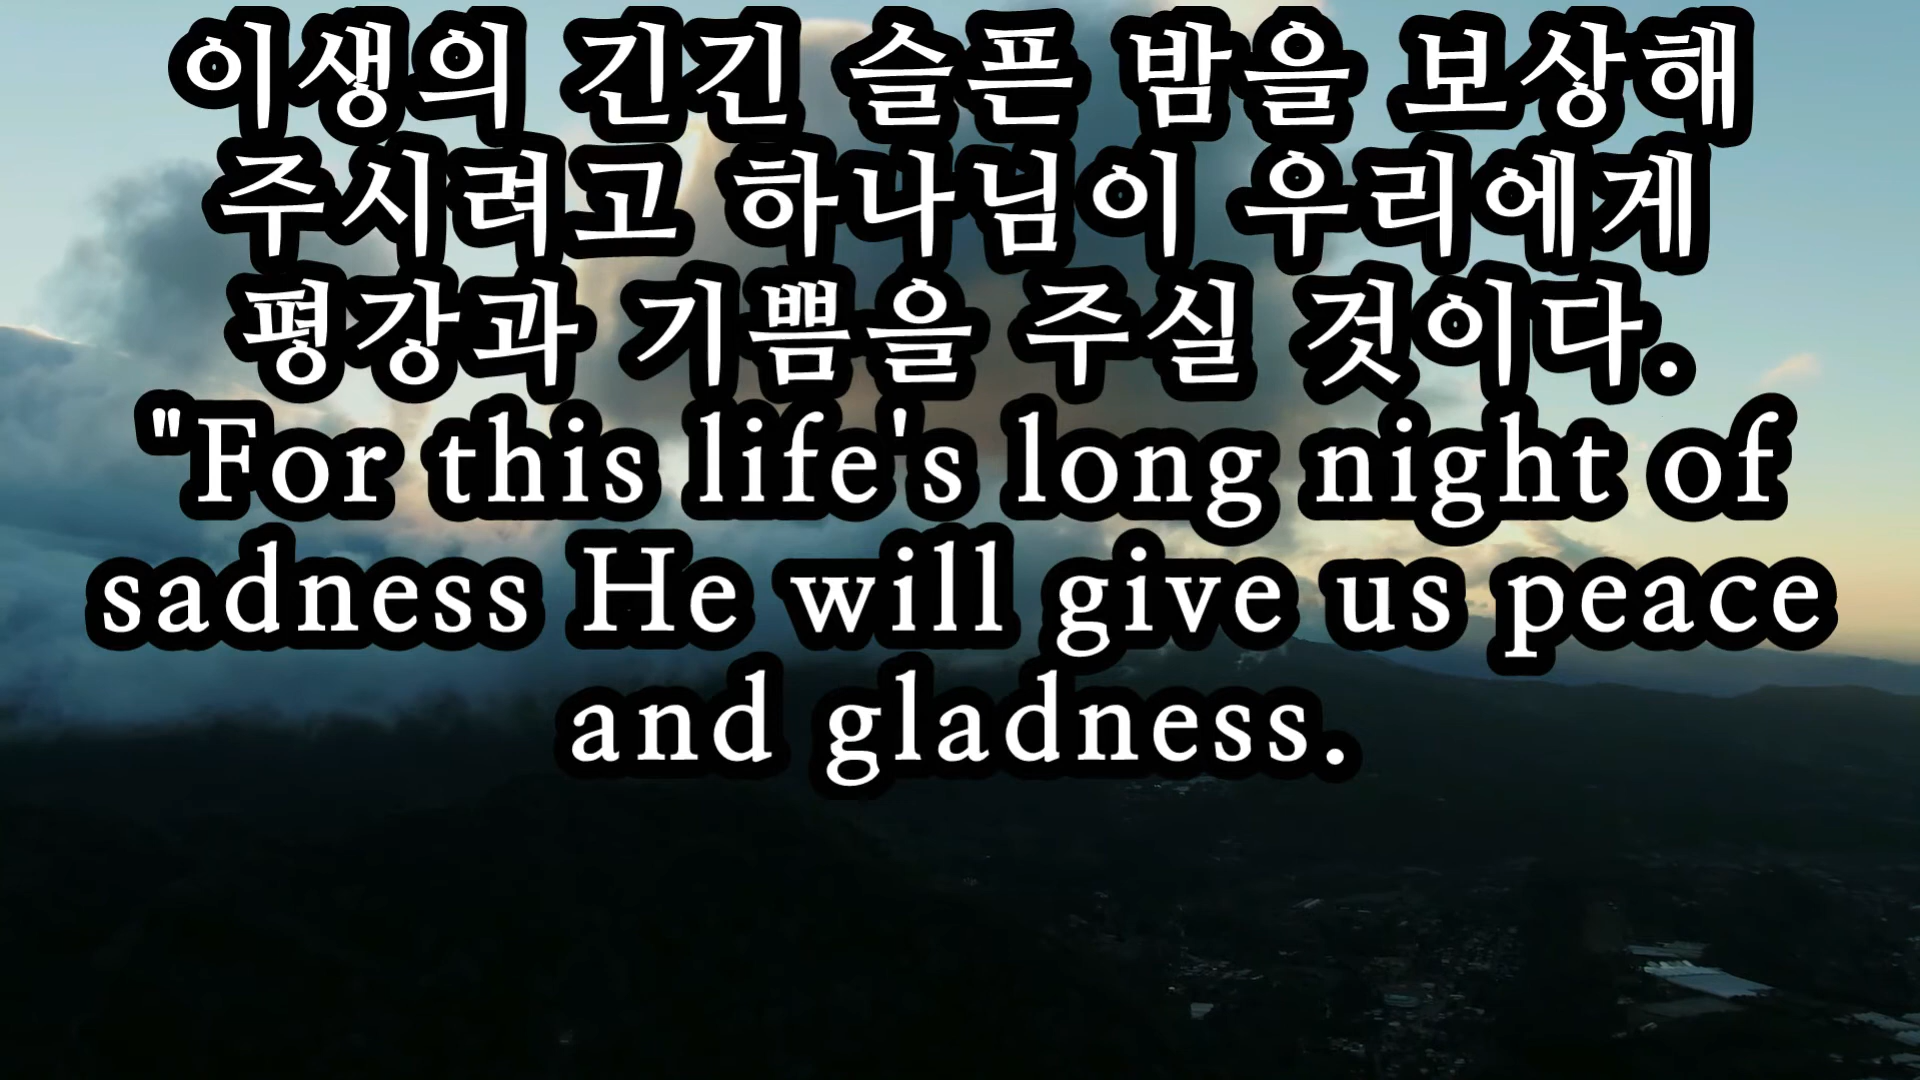 이생의 긴긴 슬픈 밤을 보상해
주시려고 하나님이 우리에게
평강과 기쁨을 주실 것이다.
"For this life's long night of
sadness He will give us peace
and gladness.